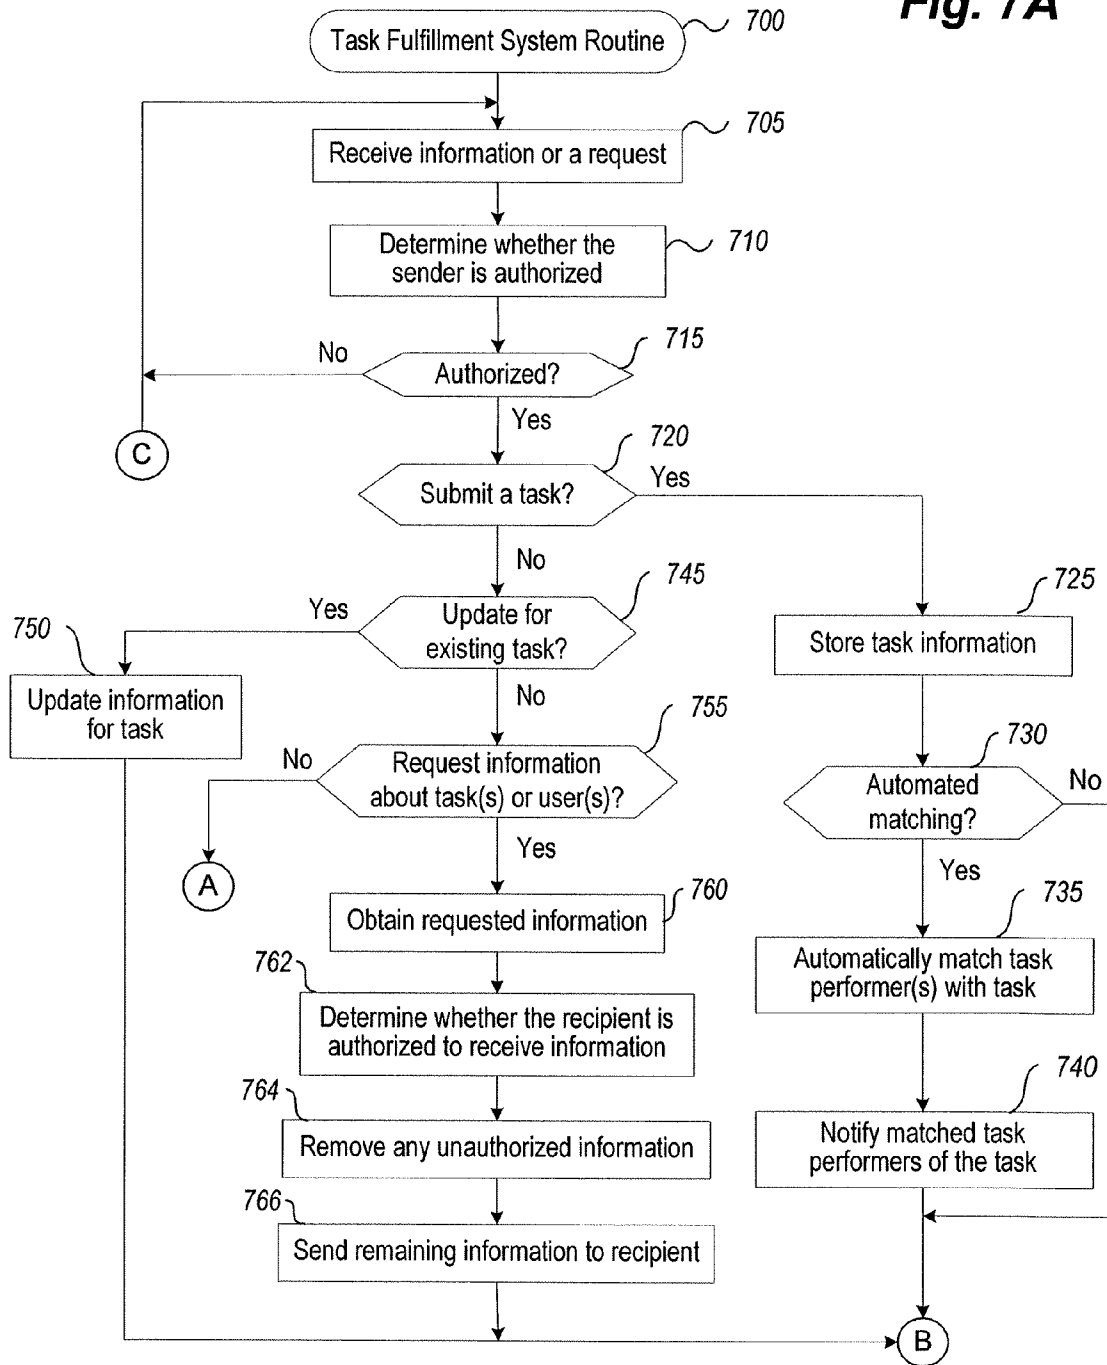 Fig. 7A
Task Fulfillment System Routine
700
Receive information or a request
705
Determine whether the
sender is authorized
710
No
Authorized?
715
Yes
C
Submit a task?
720
Yes
No
Yes
Update for
existing task?
745
725
Store task information
750
Update information
for task
No
No
Request information
about task(s) or user(s)?
755
730
Automated
matching?
No
A
Yes
Yes
Obtain requested information
760
735
Automatically match task
performer(s) with task
762
Determine whether the recipient is
authorized to receive information
764
Remove any unauthorized information
740
Notify matched task
performers of the task
766
Send remaining information to recipient
B